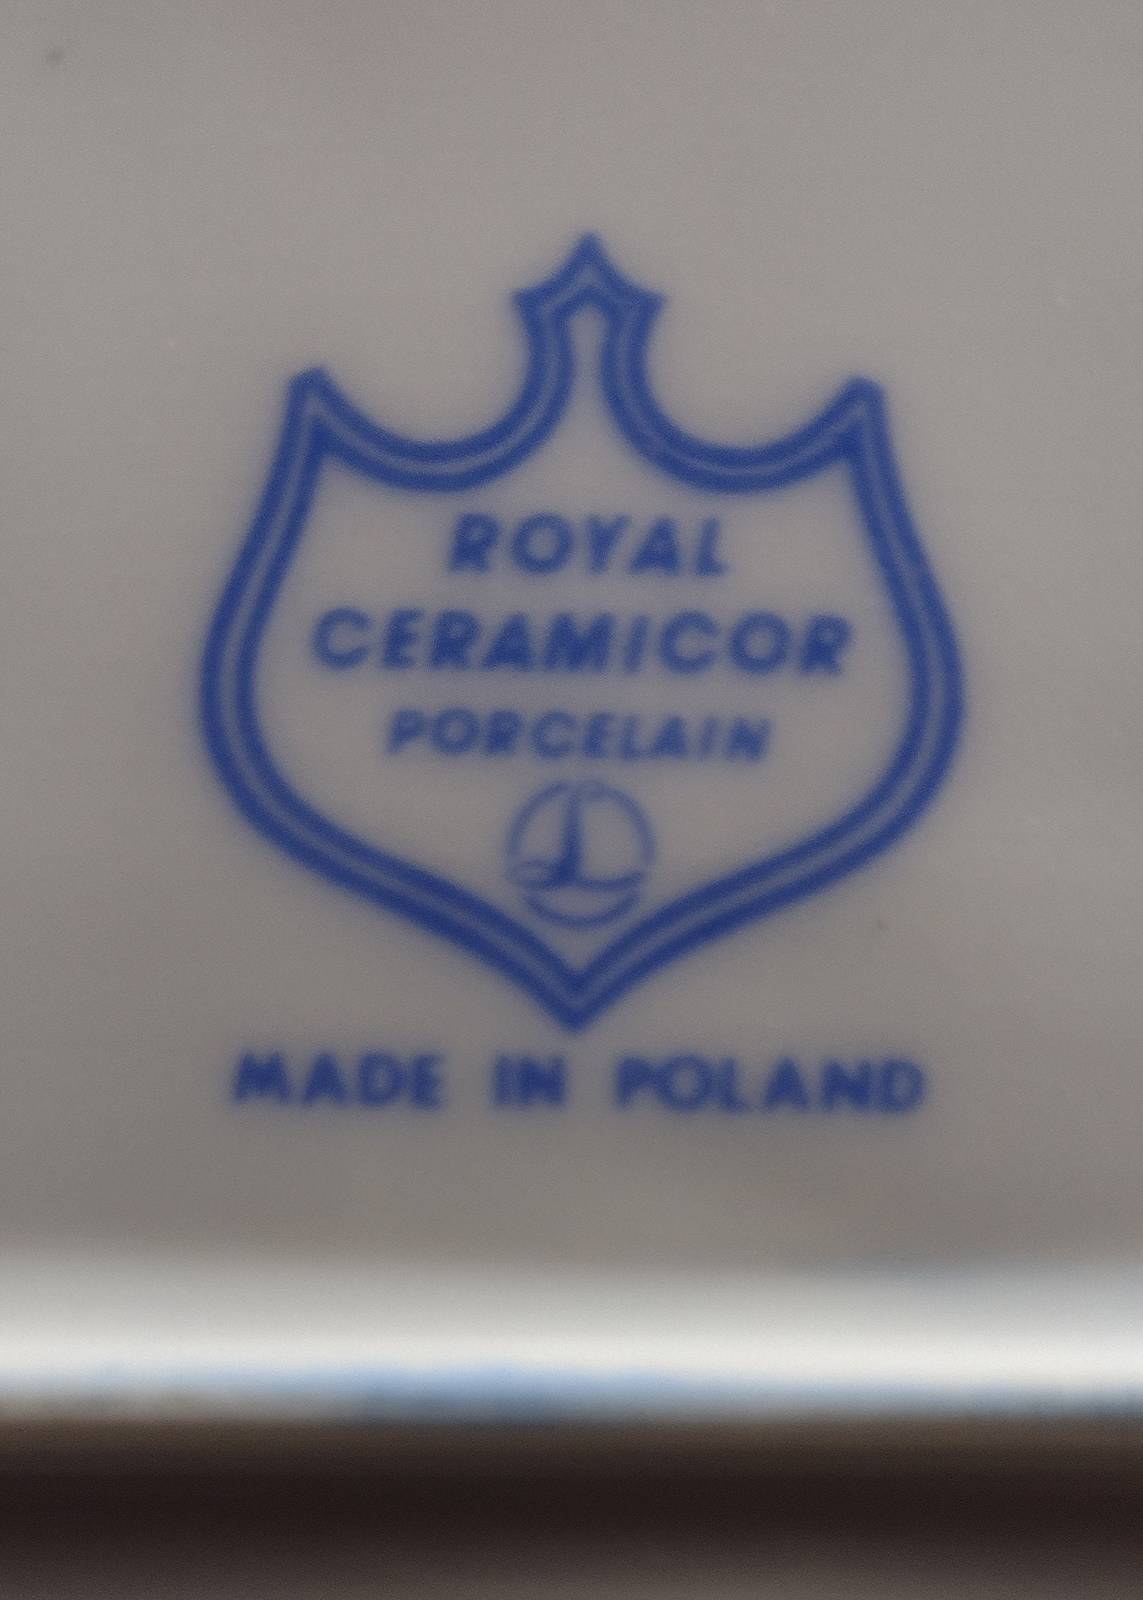 ROYAL
CERAMICOR
PORCELAIN
MADE IN POLAND